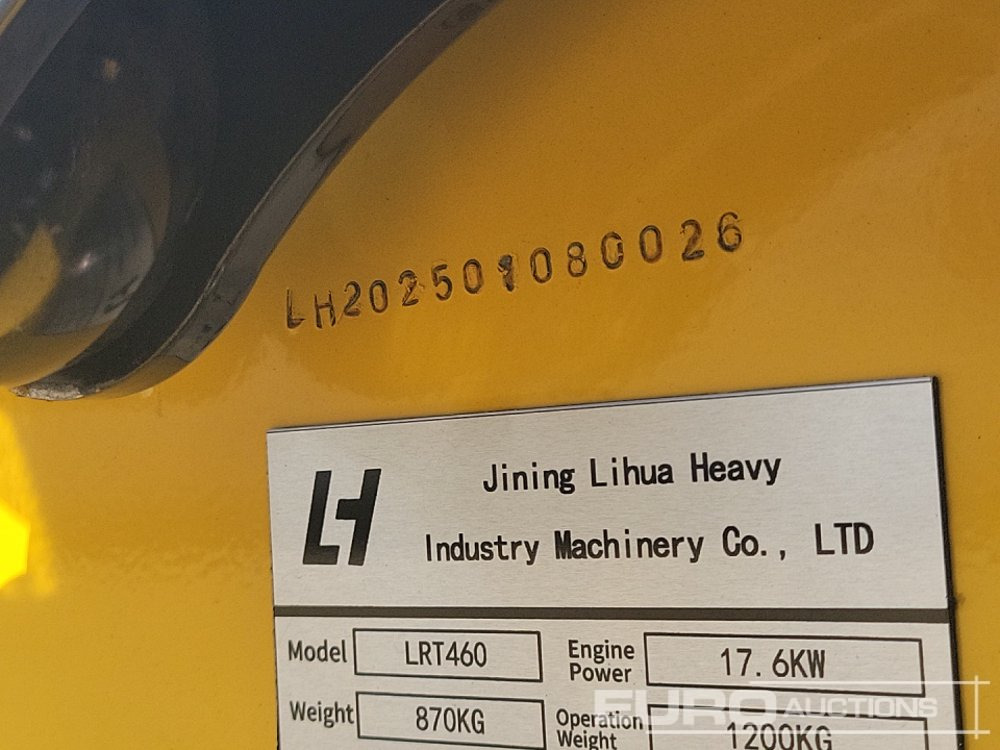 LH202501080026
LH
Jining Lihua Heavy
Industry Machinery Co., LTD
Model LRT460 Engine Power 17.6KW
Weight 870KG Operation Weight 1200KG
EURO AUCTIONS